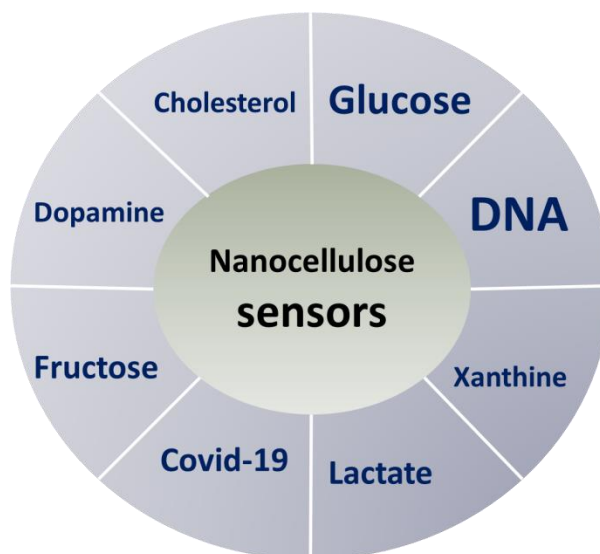 Cholesterol
Glucose
Dopamine
DNA
Nanocellulose
sensors
Fructose
Xanthine
Covid-19
Lactate